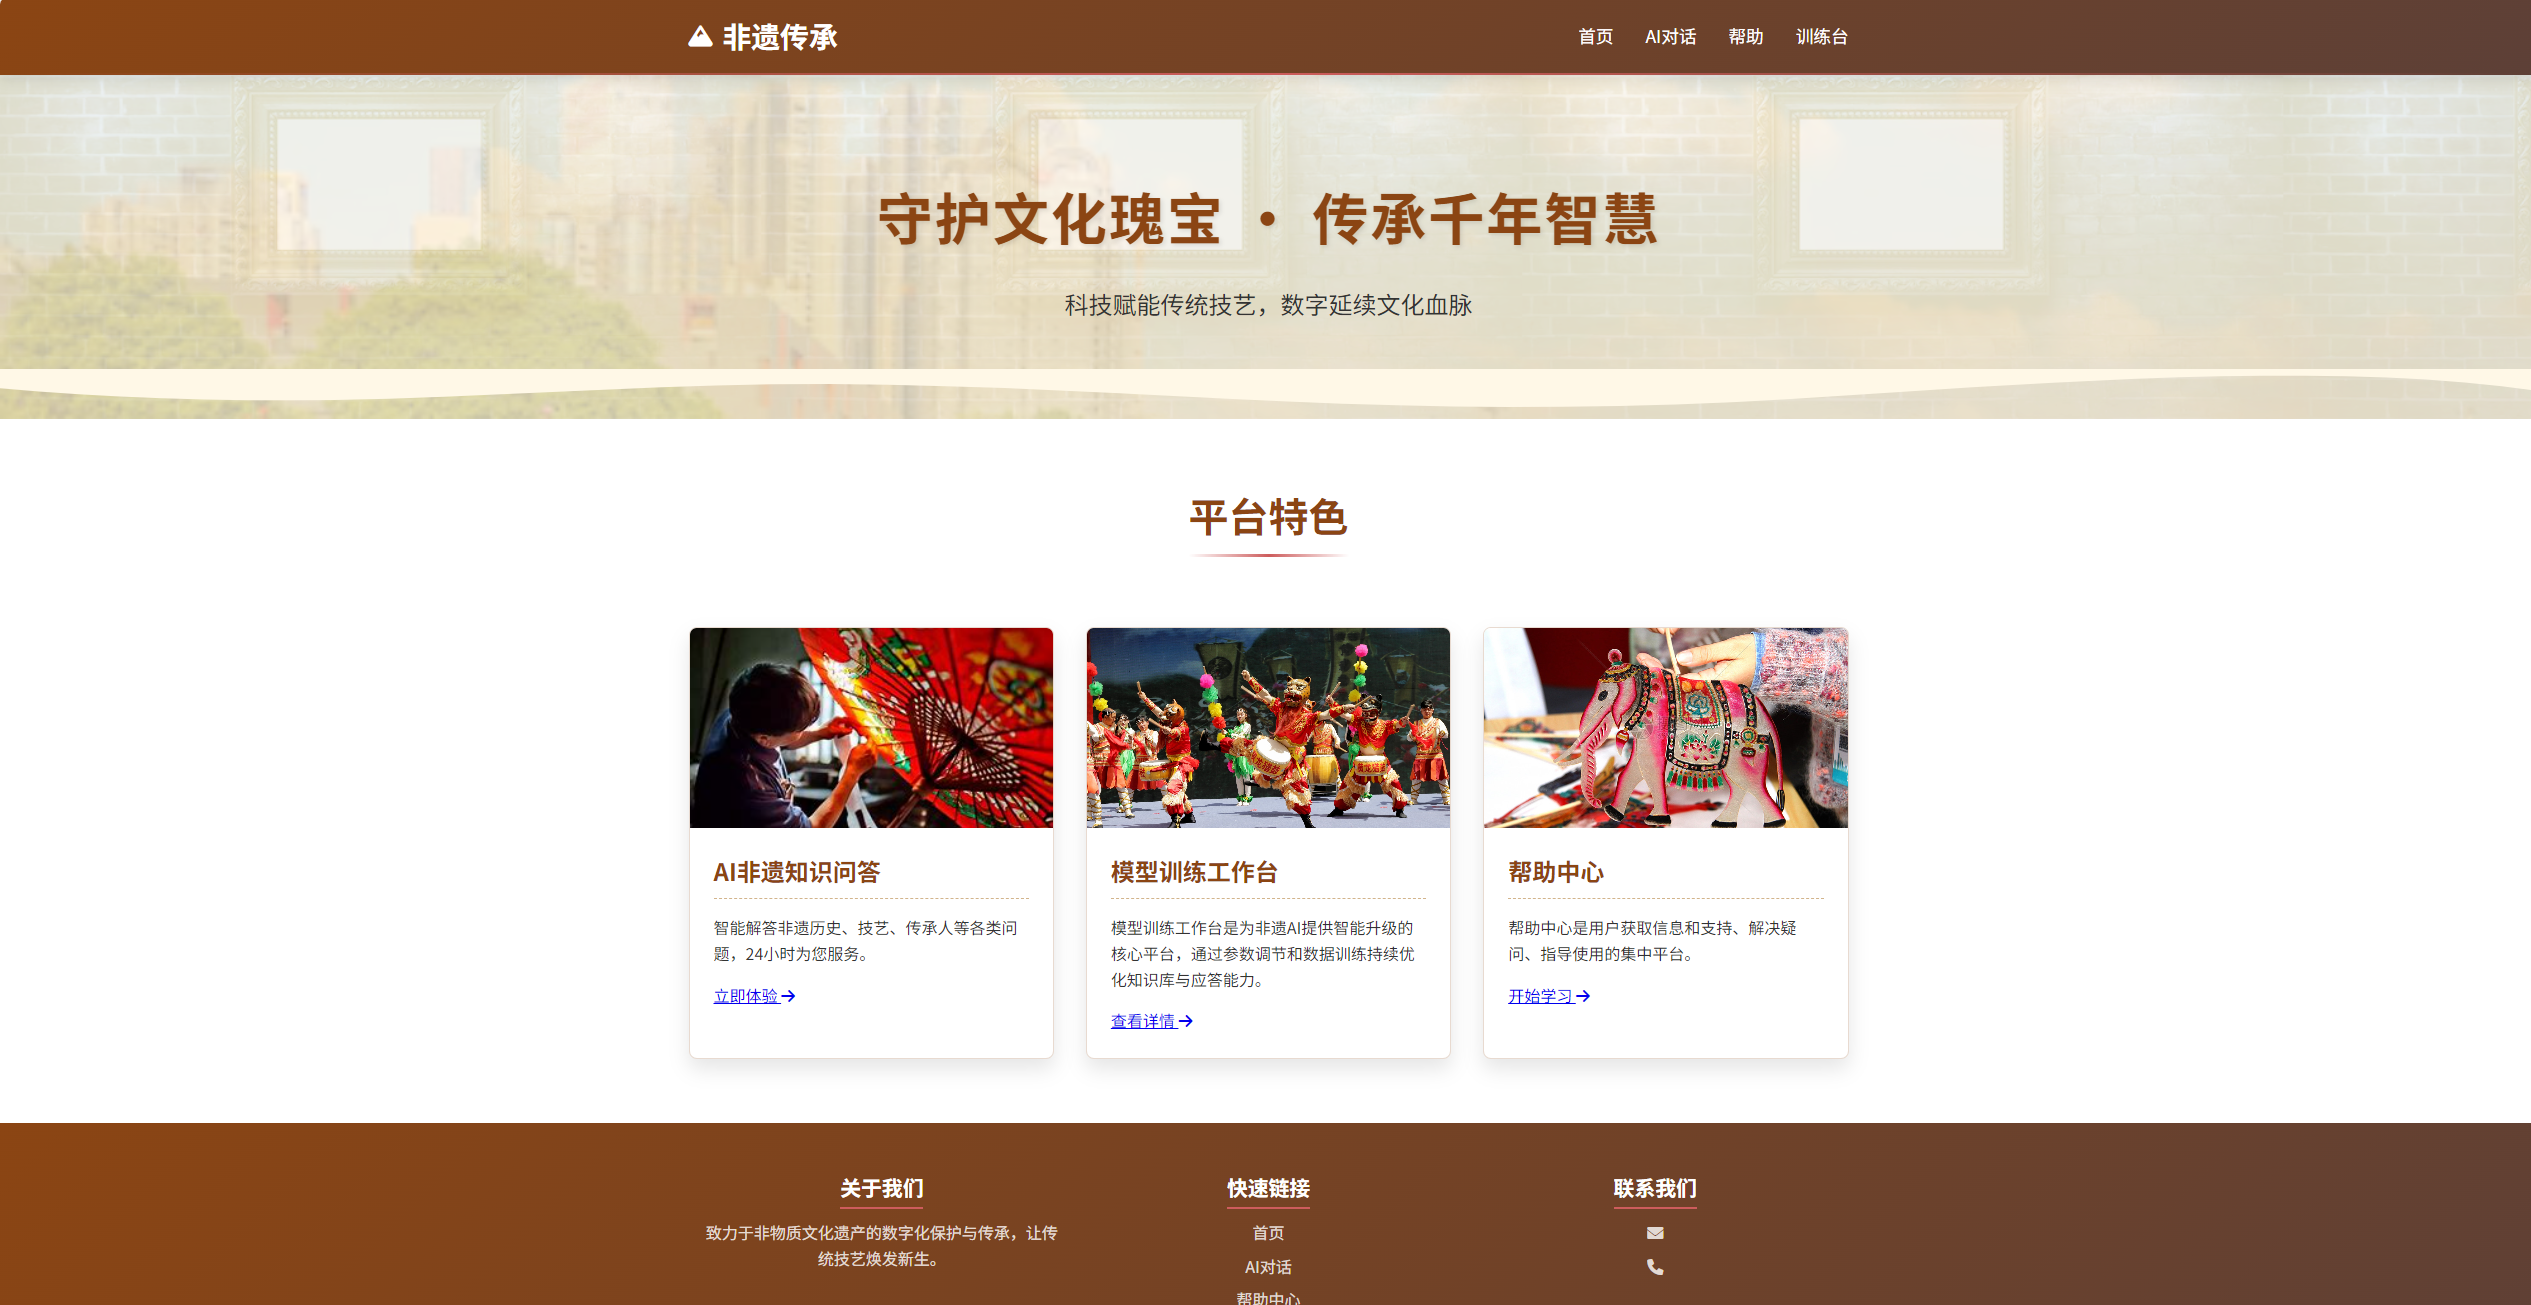 非遗传承
首页
AI对话
帮助
训练台
守护文化瑰宝 · 传承千年智慧
科技赋能传统技艺，数字延续文化血脉
平台特色
AI非遗知识问答
智能解答非遗历史、技艺、传承人等各类问
题，24小时为您服务。
立即体验
模型训练工作台
模型训练工作台是为非遗AI提供智能升级的
核心平台，通过参数调节和数据训练持续优
化知识库与应答能力。
查看详情
帮助中心
帮助中心是用户获取信息和支持、解决疑
问、指导使用的集中平台。
开始学习
关于我们
致力于非物质文化遗产的数字化保护与传承，让传
统技艺焕发新生。
快速链接
首页
AI对话
帮助中心
联系我们